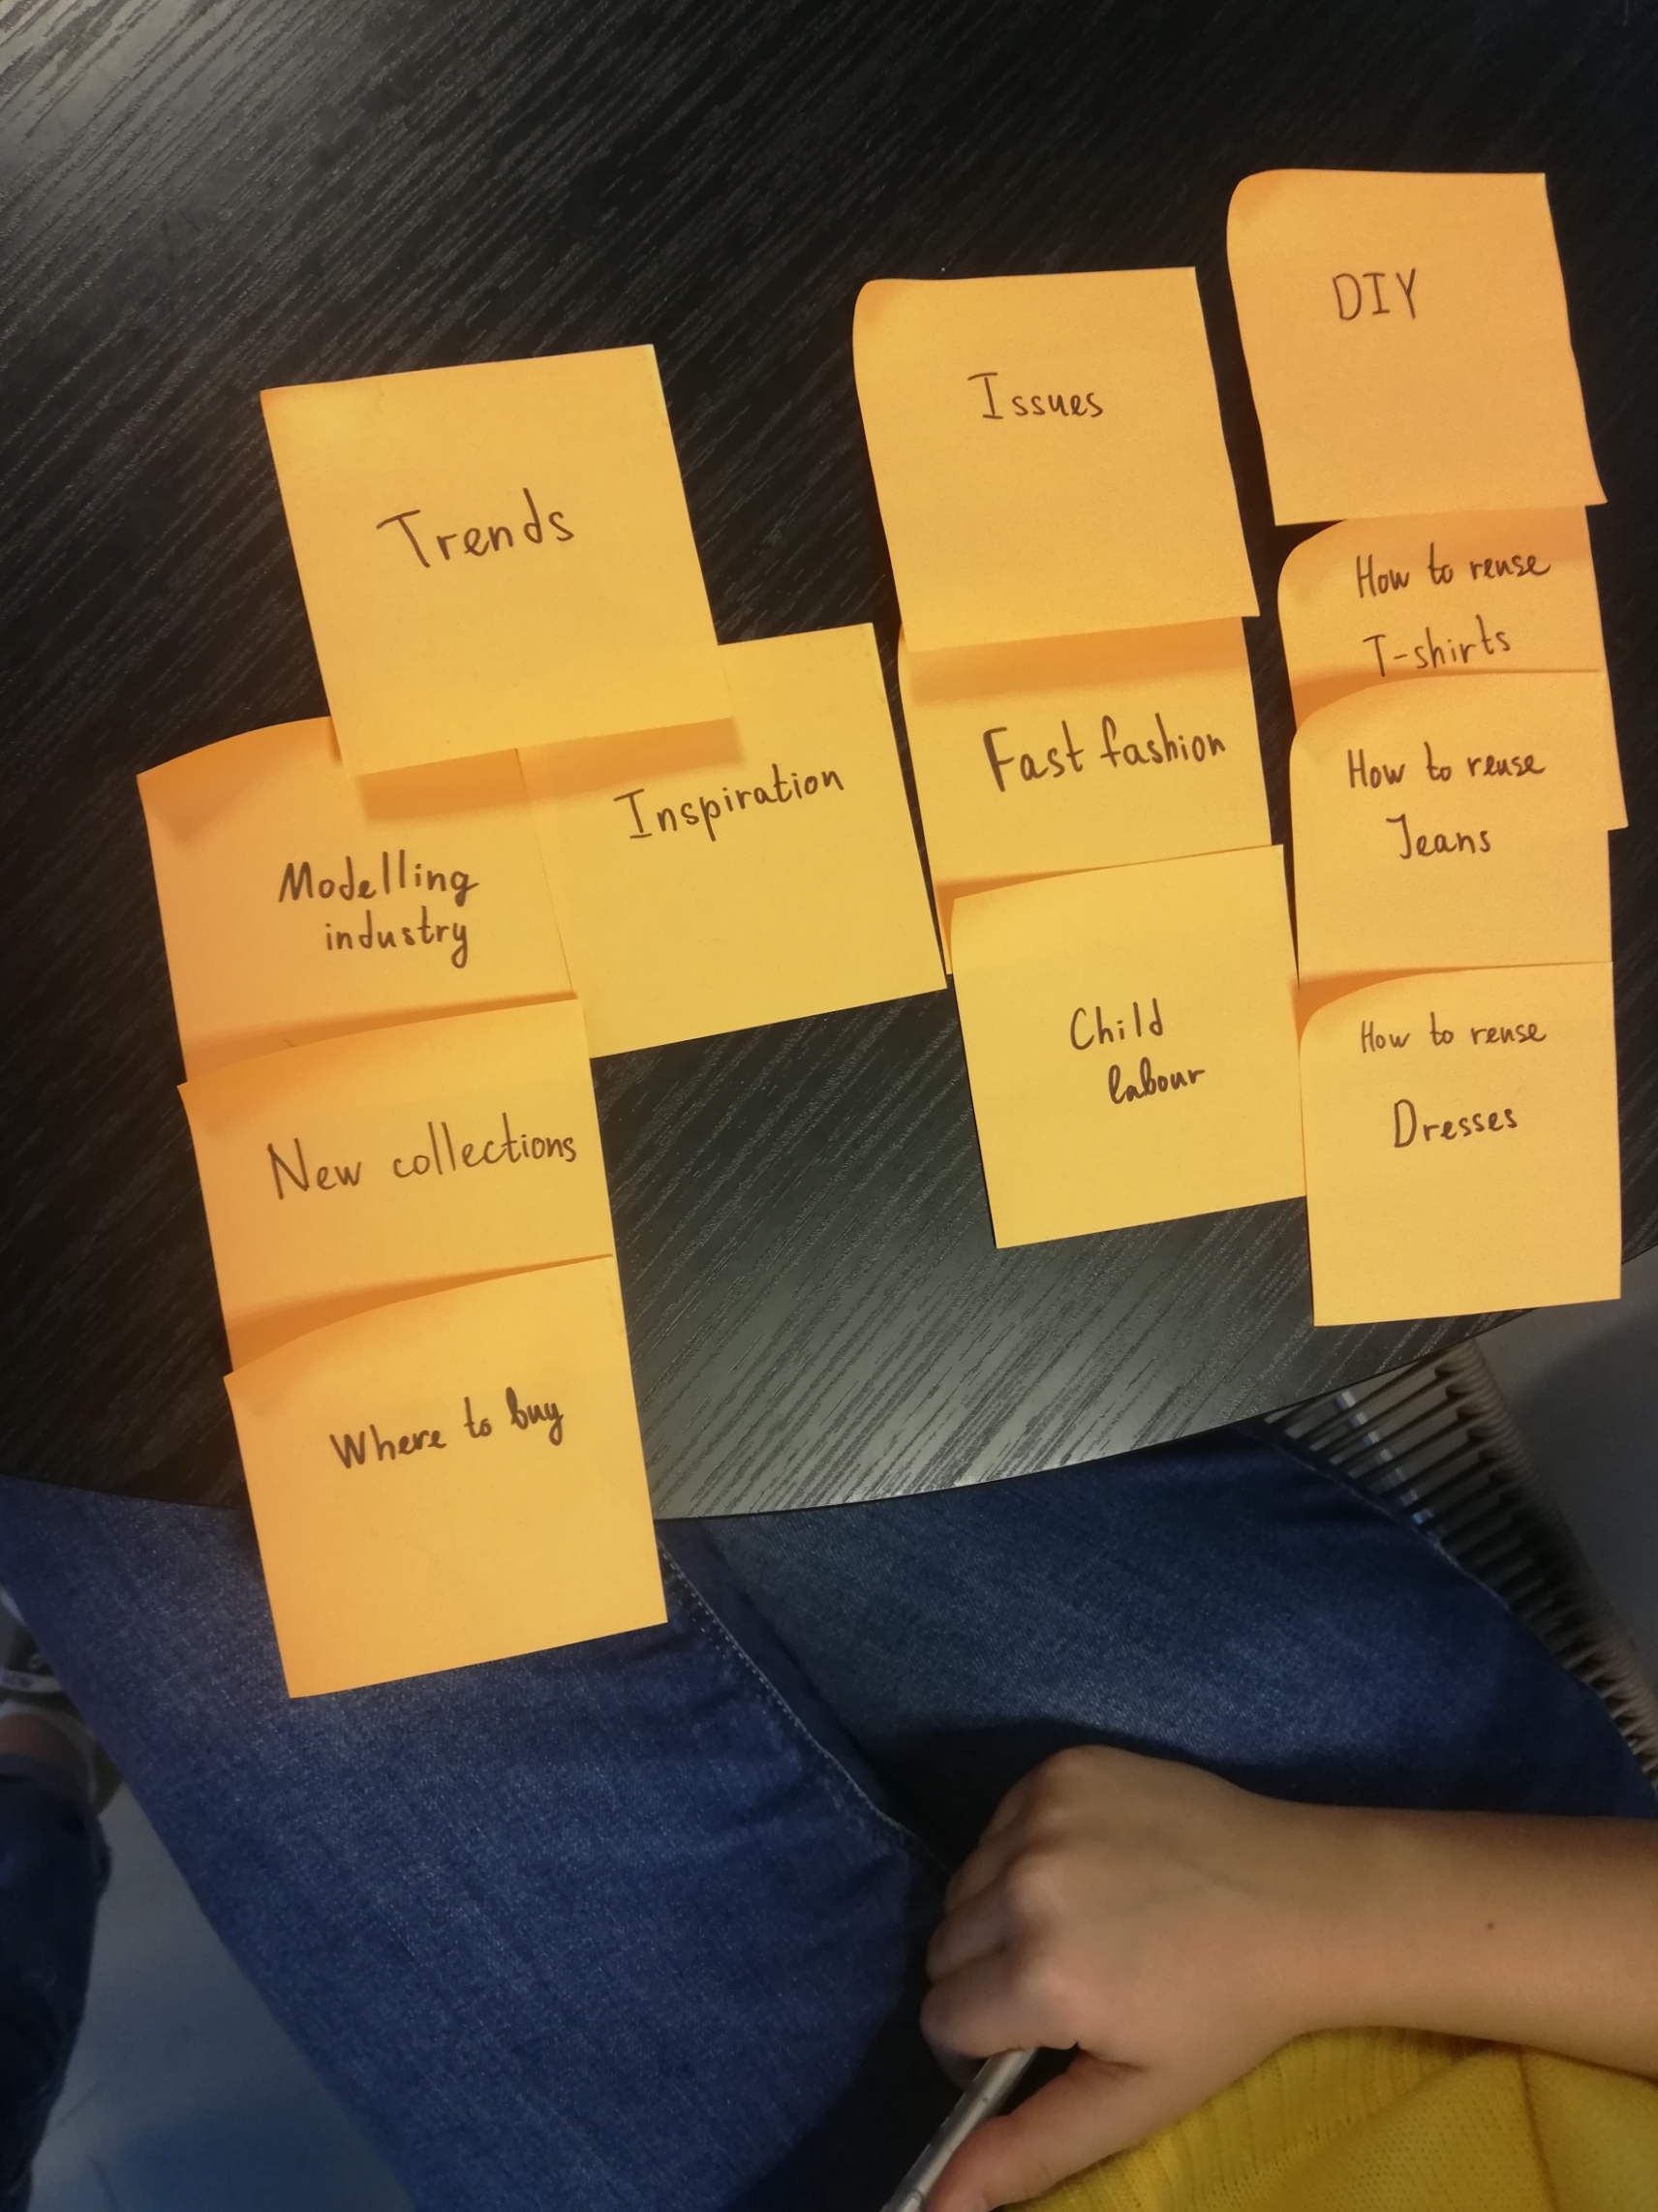 Trends
Modelling
industry
Inspiration
New collections
Where to buy
Issues
Fast fashion
Child
labour
DIY
How to reuse
T-shirts
How to reuse
Jeans
How to reuse
Dresses